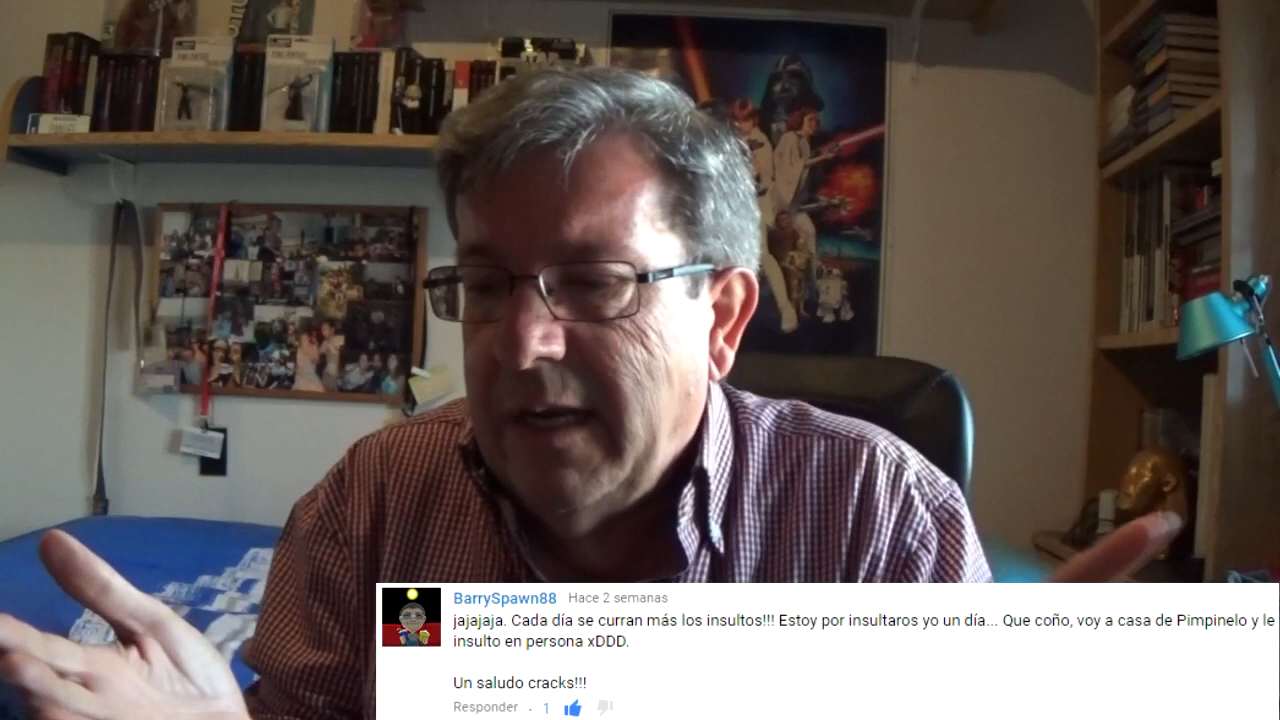 BarrySpawn88 Hace 2 semanas
jajajaja. Cada día se curran más los insultos!!! Estoy por insultaros yo un día... Que coño, voy a casa de Pimpinelo y le
insulto en persona xDDD.
Un saludo cracks!!!
Responder · 1